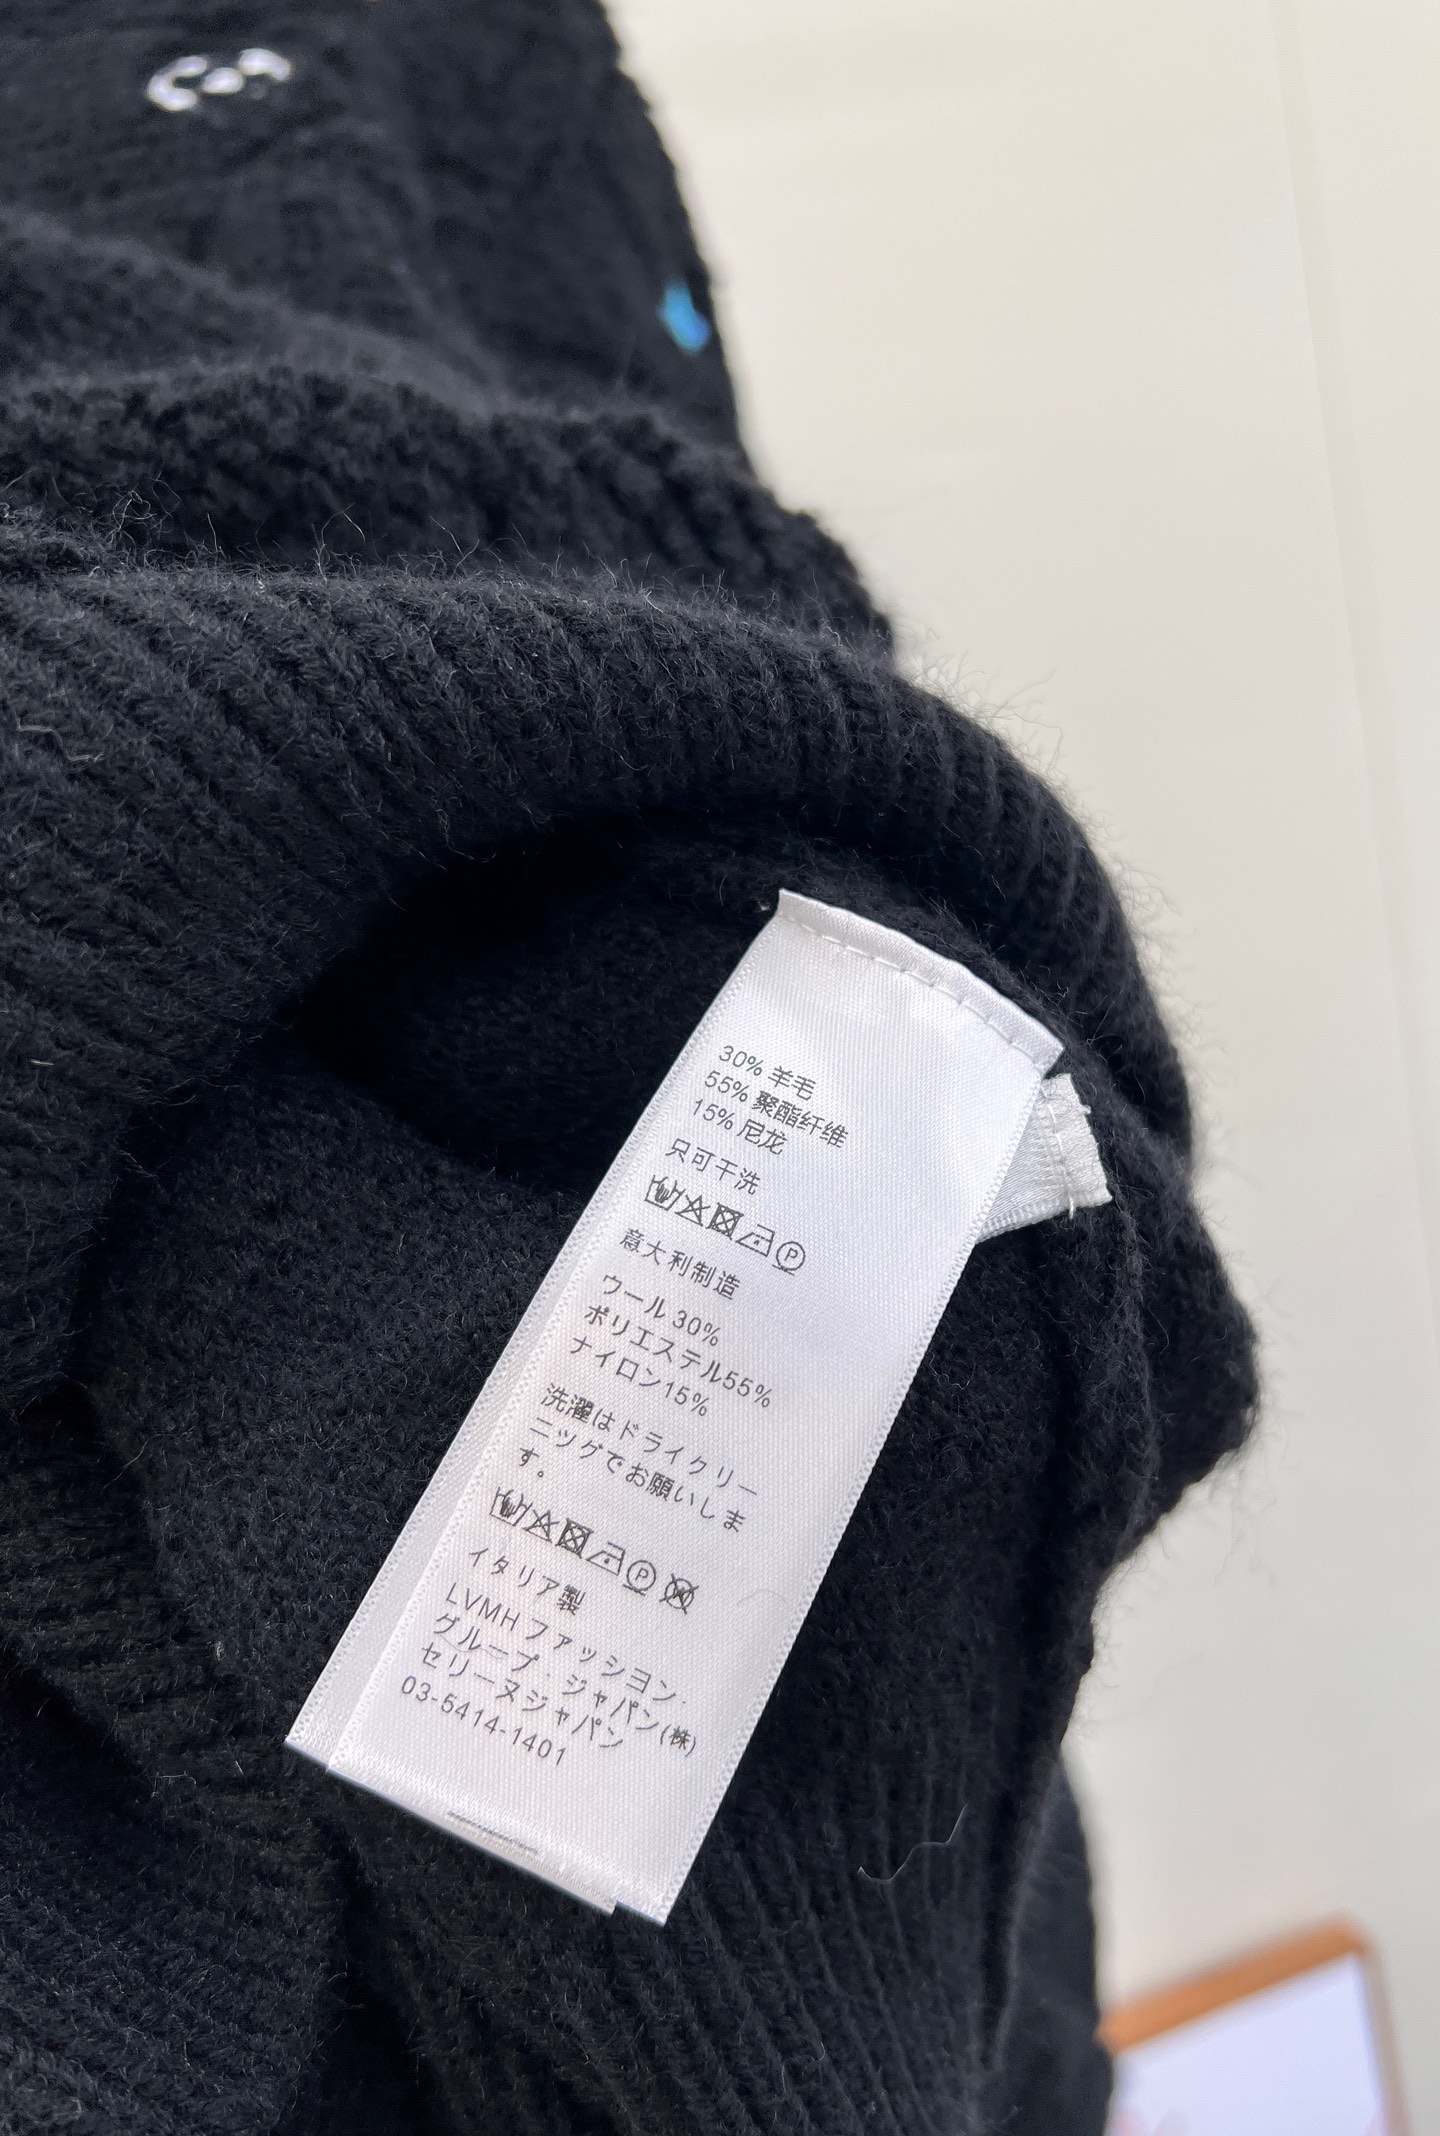 30% 羊毛
55% 聚酯纤维
15% 尼龙
只可干洗
P
意大利制造
ウール 30%
ポリエステル55%
ナイロン15%
洗濯はドライクリー
ニツグでお願いしま
す。
P
イタリア製
LVMH ファッシヨン・
グループ・ジャパン(株)
セリーヌジャパン
03-5414-1401